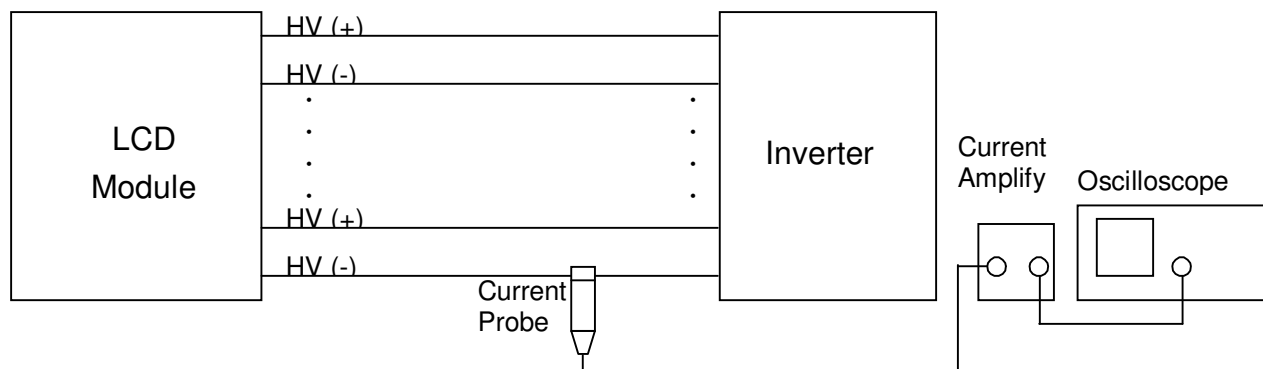 HV (+)
HV (-)
LCD
Module
Inverter
HV (+)
HV (-)
Current
Probe
Current
Amplify
Oscilloscope